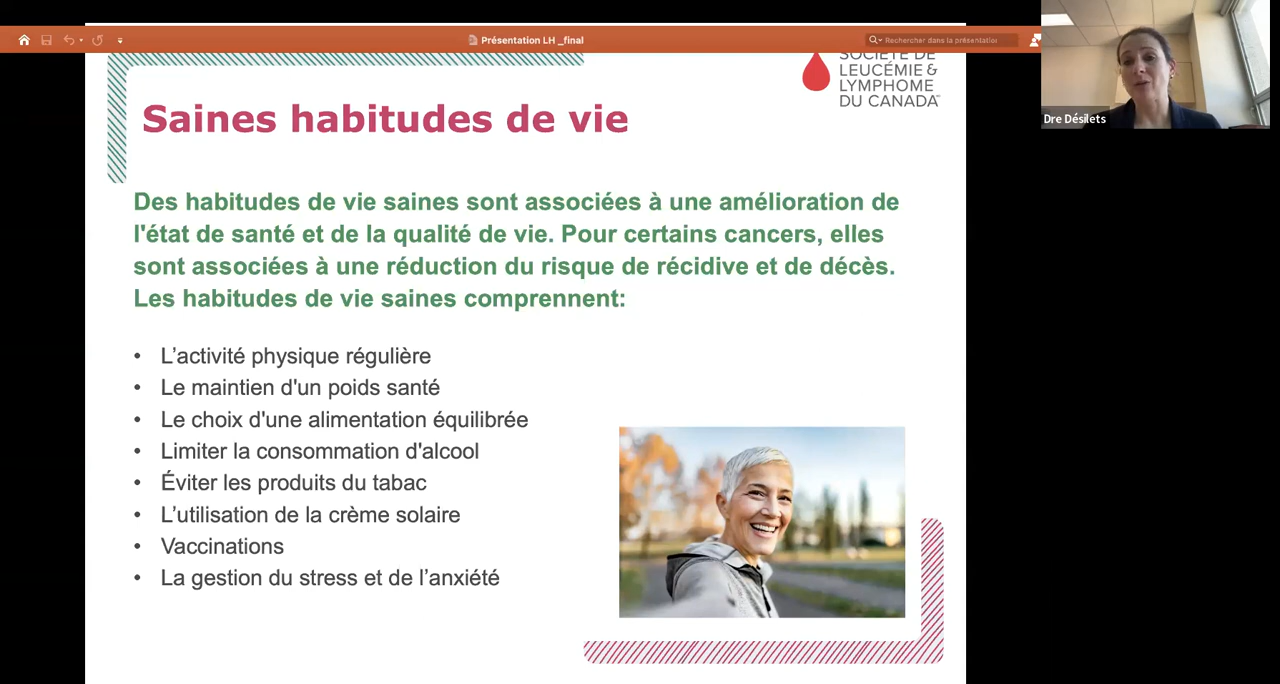 Présentation LH _final
Rechercher dans la présentation
SOCIÉTÉ DE
LEUCÉMIE &
LYMPHOME
DU CANADA
Dre Désilets
Saines habitudes de vie
Des habitudes de vie saines sont associées à une amélioration de
l'état de santé et de la qualité de vie. Pour certains cancers, elles
sont associées à une réduction du risque de récidive et de décès.
Les habitudes de vie saines comprennent:
• L’activité physique régulière
• Le maintien d'un poids santé
• Le choix d'une alimentation équilibrée
• Limiter la consommation d'alcool
• Éviter les produits du tabac
• L’utilisation de la crème solaire
• Vaccinations
• La gestion du stress et de l’anxiété